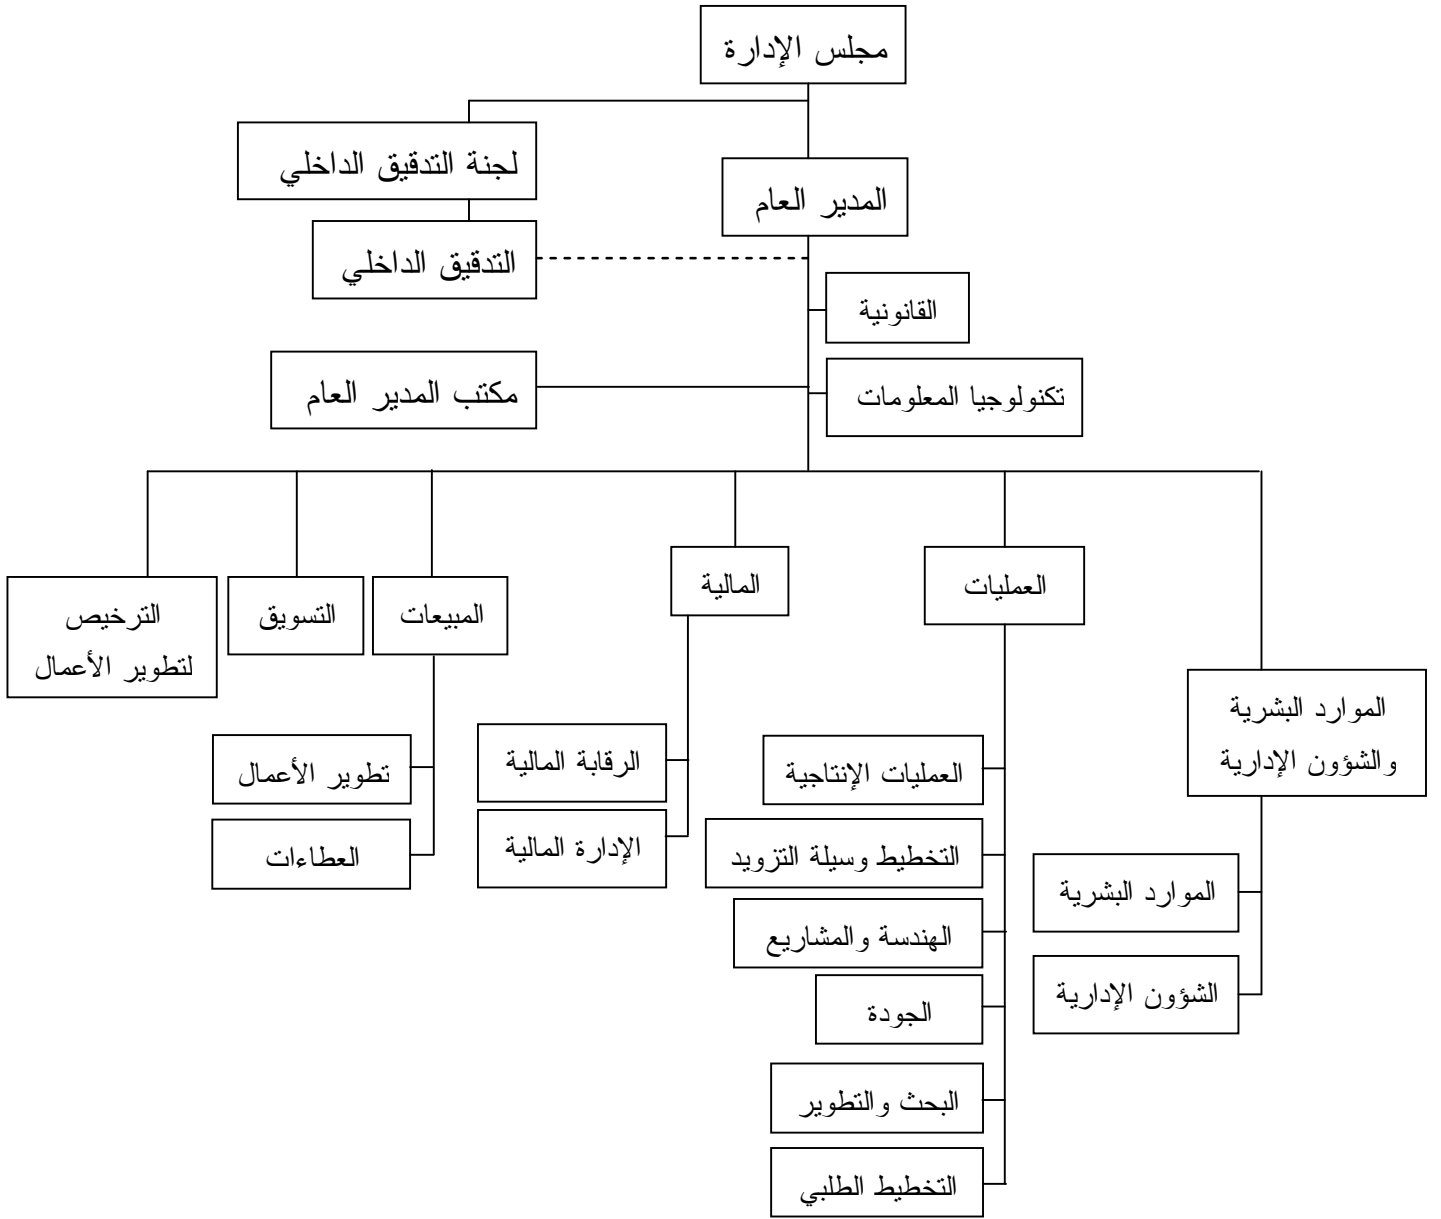 مجلس الإدارة
لجنة التدقيق الداخلي
المدير العام
التدقيق الداخلي
القانونية
مكتب المدير العام
تكنولوجيا المعلومات
الموارد البشرية
والشؤون الإدارية
الموارد البشرية
الشؤون الإدارية
العمليات
العمليات الإنتاجية
التخطيط وسيلة التزويد
الهندسة والمشاريع
الجودة
البحث والتطوير
التخطيط الطلبي
المالية
الرقابة المالية
الإدارة المالية
المبيعات
تطوير الأعمال
العطاءات
التسويق
الترخيص
لتطوير الأعمال